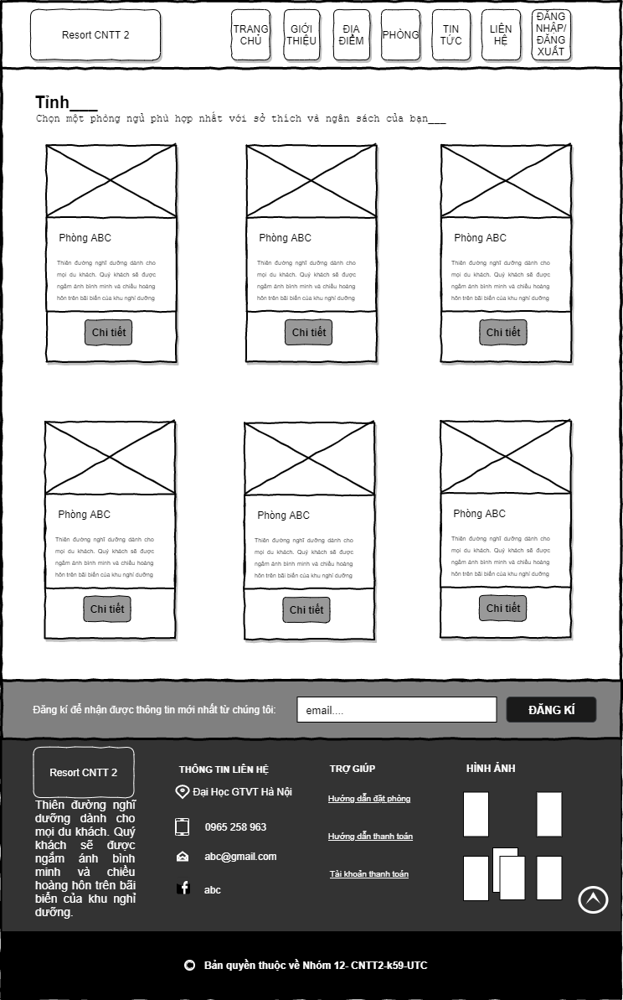 Resort CNTT 2
TRANG
CHỦ
GIỚI
THIỆU
ĐỊA
ĐIỂM
PHÒNG
TIN
TỨC
LIÊN
HỆ
ĐĂNG
NHẬP/
ĐĂNG
XUẤT
Tỉnh___
Chọn một phòng ngủ phù hợp nhất với sở thích và ngân sách của bạn___
Phòng ABC
Thiên đường nghĩ dưỡng dành cho
mọi du khách. Quý khách sẽ được
ngắm ánh bình minh và chiều hoàng
hôn trên bãi biển của khu nghỉ dưỡng
Chi tiết
Phòng ABC
Thiên đường nghĩ dưỡng dành cho
mọi du khách. Quý khách sẽ được
ngắm ánh bình minh và chiều hoàng
hôn trên bãi biển của khu nghỉ dưỡng
Chi tiết
Phòng ABC
Thiên đường nghĩ dưỡng dành cho
mọi du khách. Quý khách sẽ được
ngắm ánh bình minh và chiều hoàng
hôn trên bãi biển của khu nghỉ dưỡng
Chi tiết
Phòng ABC
Thiên đường nghĩ dưỡng dành cho
mọi du khách. Quý khách sẽ được
ngắm ánh bình minh và chiều hoàng
hôn trên bãi biển của khu nghỉ dưỡng
Chi tiết
Phòng ABC
Thiên đường nghĩ dưỡng dành cho
mọi du khách. Quý khách sẽ được
ngắm ánh bình minh và chiều hoàng
hôn trên bãi biển của khu nghỉ dưỡng
Chi tiết
Phòng ABC
Thiên đường nghĩ dưỡng dành cho
mọi du khách. Quý khách sẽ được
ngắm ánh bình minh và chiều hoàng
hôn trên bãi biển của khu nghỉ dưỡng
Chi tiết
Đăng kí để nhận được thông tin mới nhất từ chúng tôi:
email....
ĐĂNG KÍ
Resort CNTT 2
Thiên đường nghĩ
dưỡng dành cho
mọi du khách. Quý
khách sẽ được
ngắm ánh bình
minh và chiều
hoàng hôn trên bãi
biển của khu nghỉ
dưỡng.
THÔNG TIN LIÊN HỆ
Đại Học GTVT Hà Nội
0965 258 963
abc@gmail.com
abc
TRỢ GIÚP
Hướng dẫn đặt phòng
Hướng dẫn thanh toán
Tài khoản thanh toán
HÌNH ẢNH
Bản quyền thuộc về Nhóm 12- CNTT2-k59-UTC